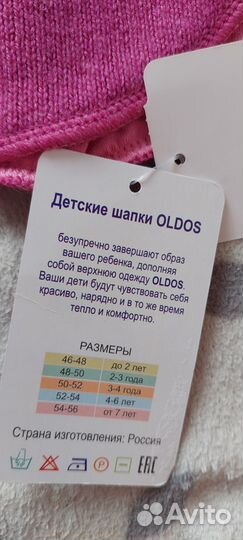 Детские шапки OLDOS
безупречно завершают образ
вашего ребенка, дополняя
собой верхнюю одежду OLDOS.
Ваши дети будут чувствовать себя
красиво, нарядно и в то же время
тепло и комфортно.
РАЗМЕРЫ
46-48 до 2 лет
48-50 2-3 года
50-52 3-4 года
52-54 4-6 лет
54-56 от 7 лет
Страна изготовления: Россия
EAC
Avito